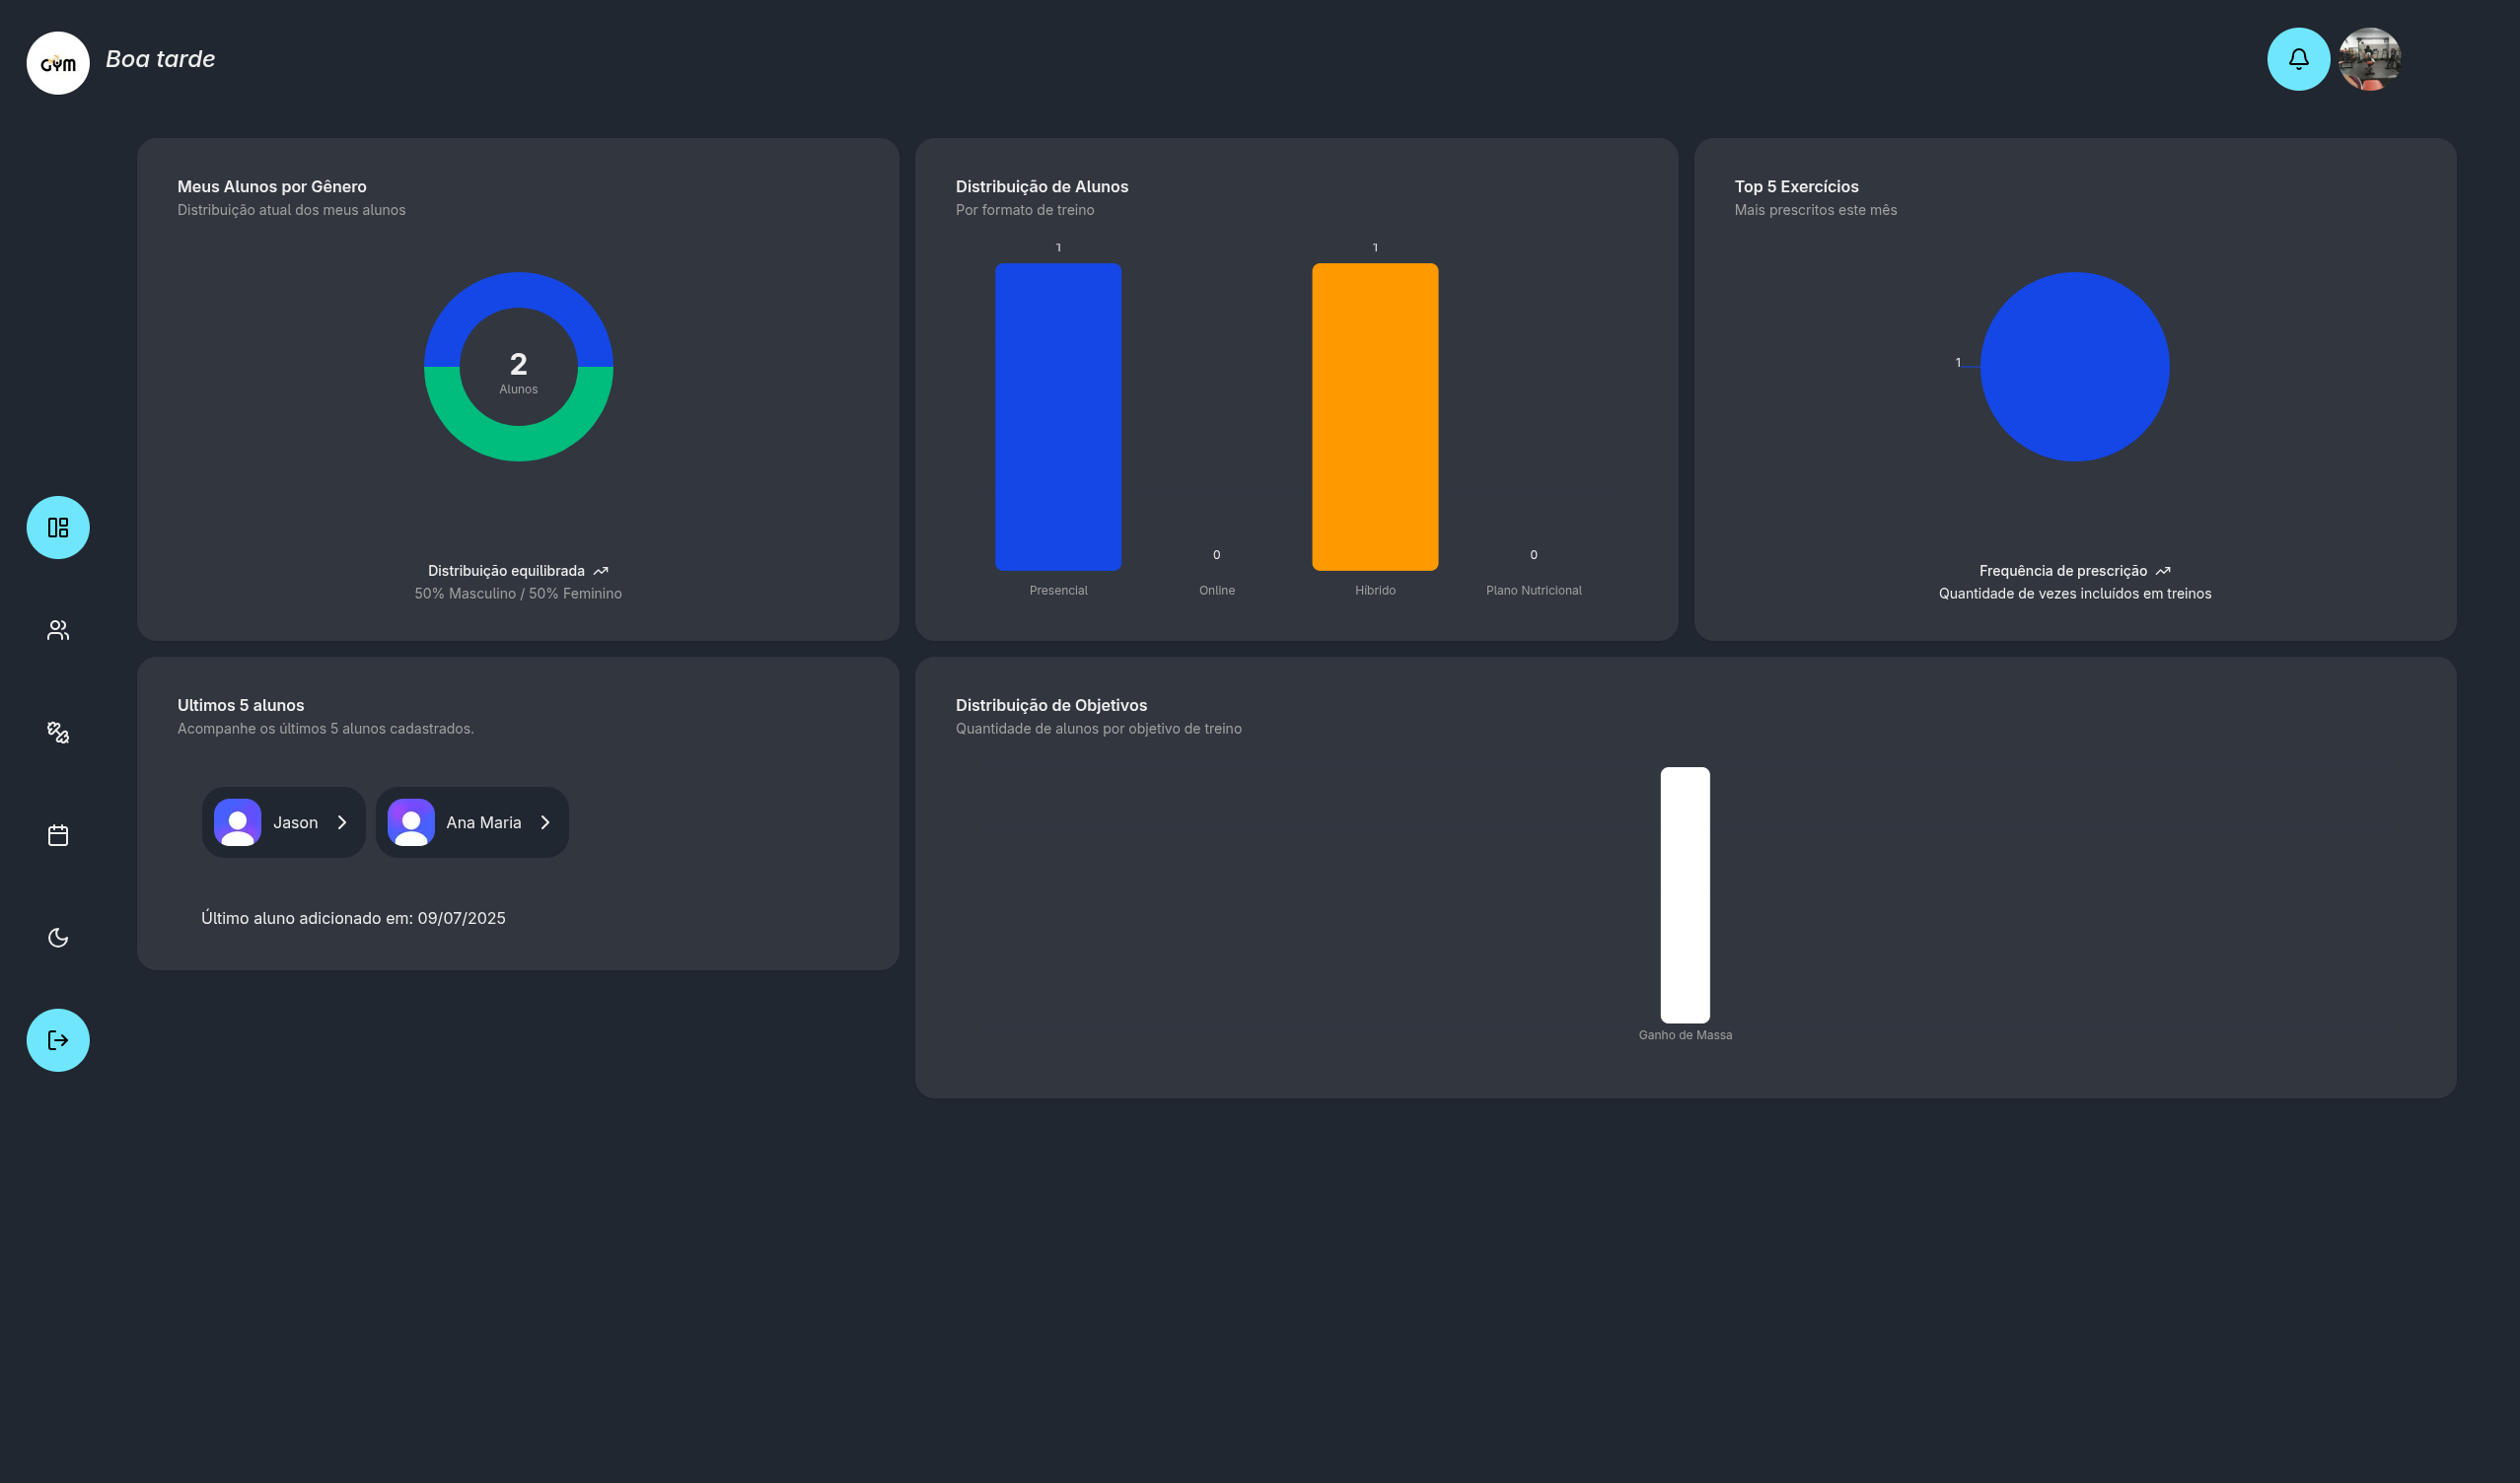 GYM
Boa tarde
Meus Alunos por Gênero
Distribuição atual dos meus alunos
2
Alunos
Distribuição equilibrada
50% Masculino / 50% Feminino
Distribuição de Alunos
Por formato de treino
1
1
0
0
Presencial
Online
Híbrido
Plano Nutricional
Top 5 Exercícios
Mais prescritos este mês
1
Frequência de prescrição
Quantidade de vezes incluídos em treinos
Ultimos 5 alunos
Acompanhe os últimos 5 alunos cadastrados.
Jason
Ana Maria
Último aluno adicionado em: 09/07/2025
Distribuição de Objetivos
Quantidade de alunos por objetivo de treino
Ganho de Massa